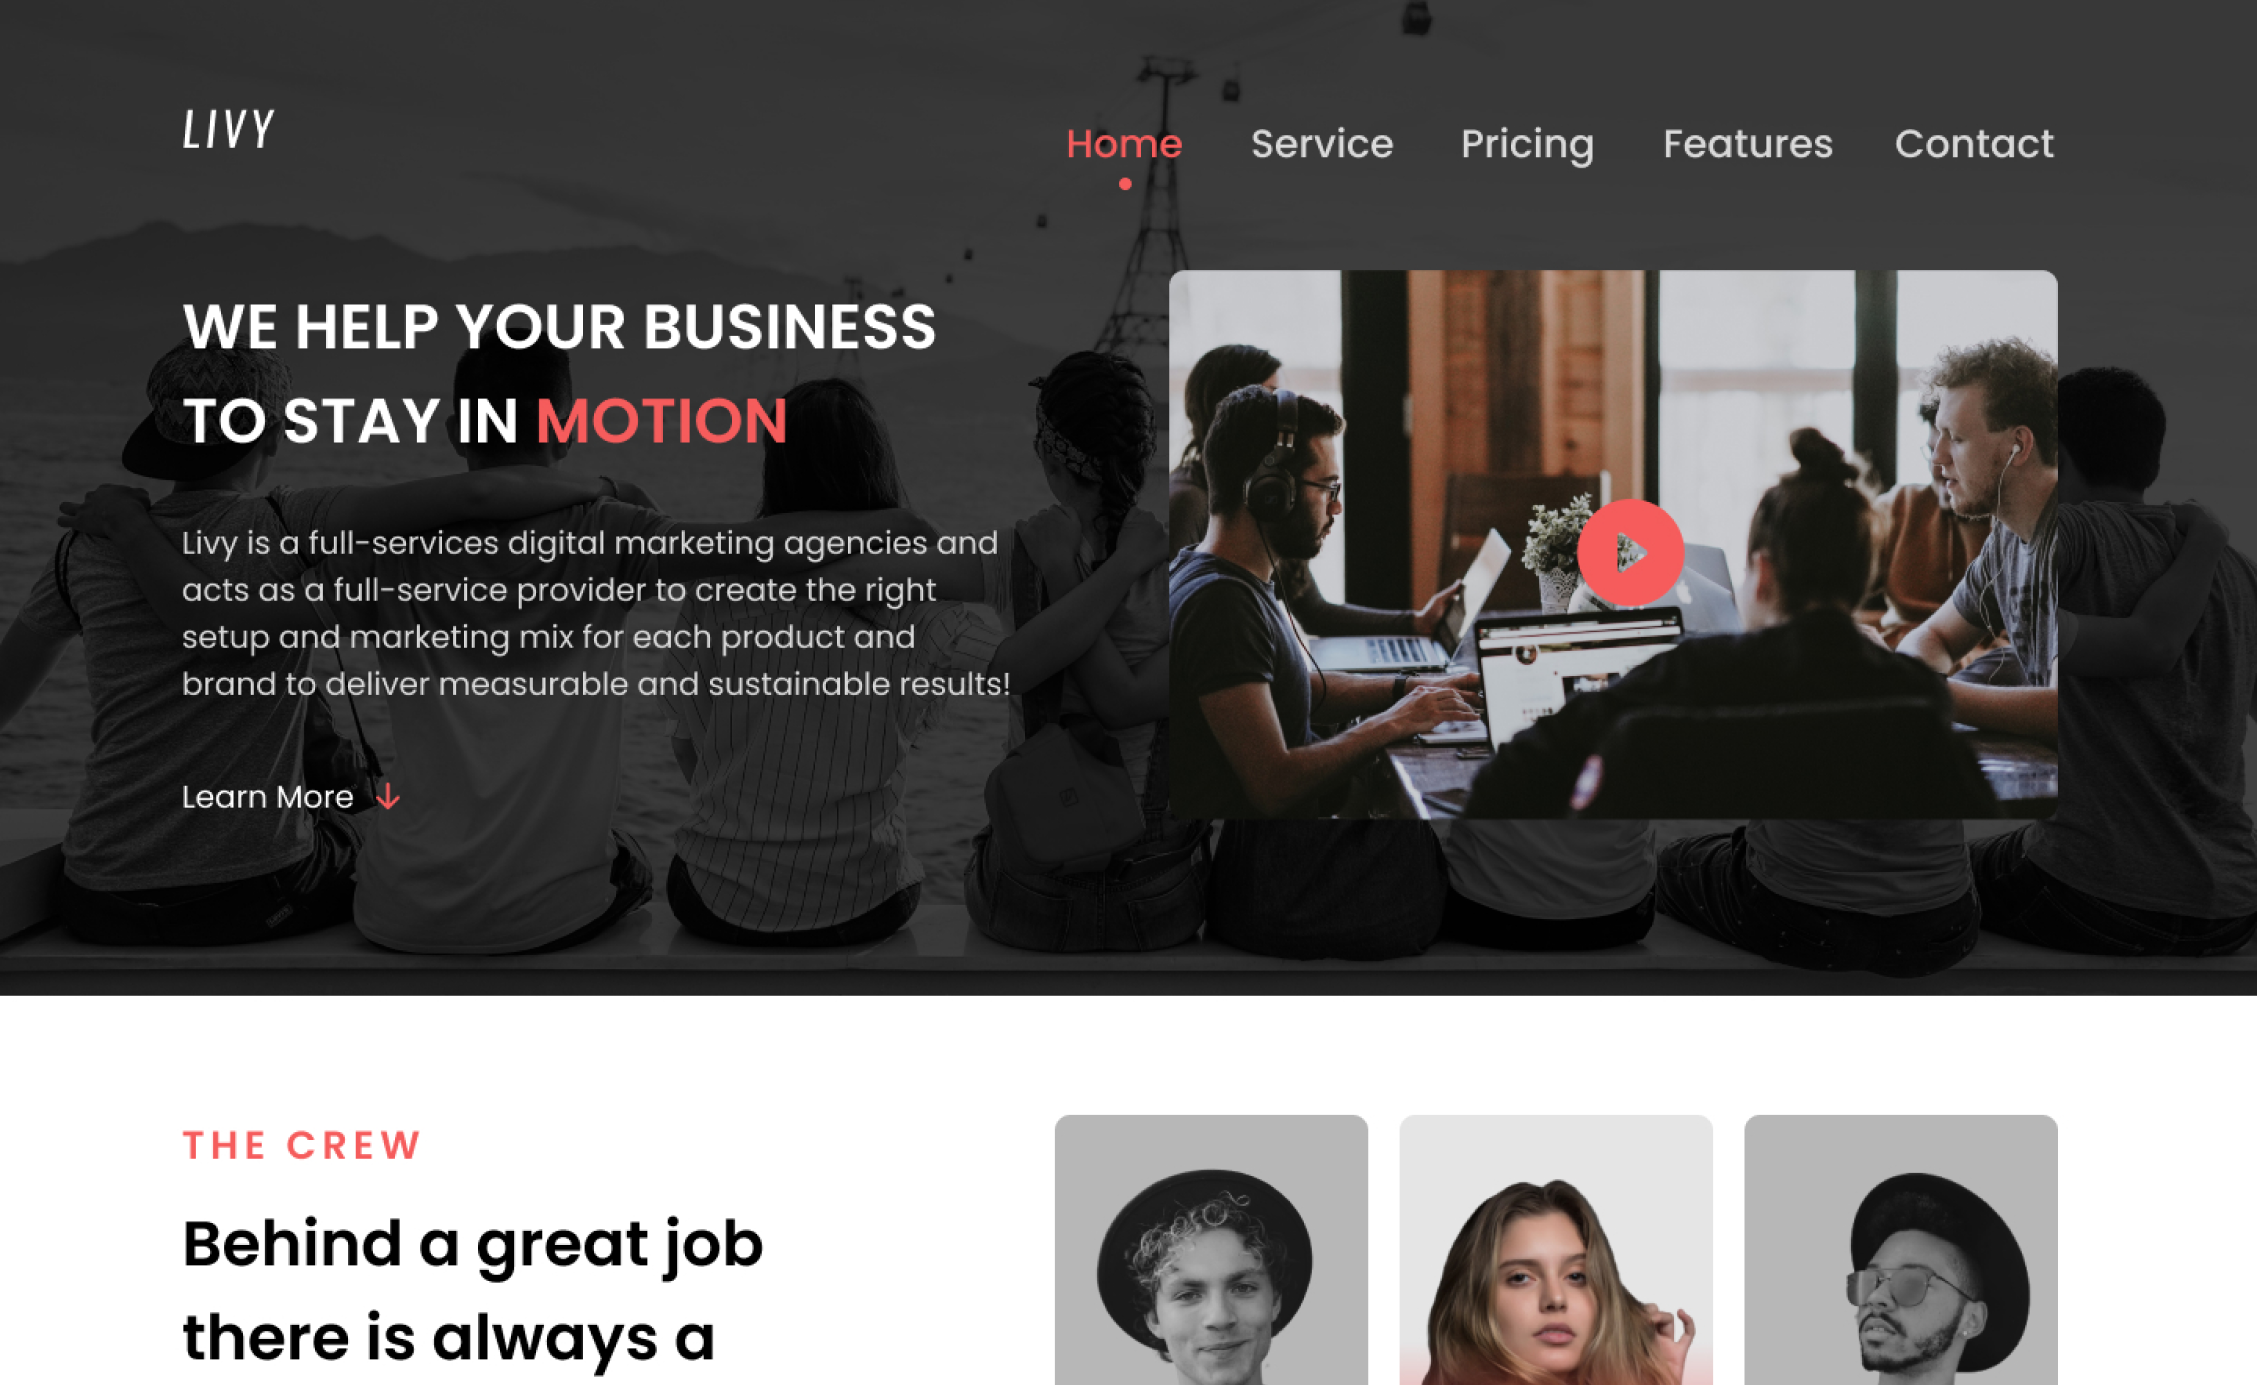 LIVY
Home Service Pricing Features Contact
WE HELP YOUR BUSINESS
TO STAY IN MOTION
Livy is a full-services digital marketing agencies and
acts as a full-service provider to create the right
setup and marketing mix for each product and
brand to deliver measurable and sustainable results!
Learn More
THE CREW
Behind a great job
there is always a